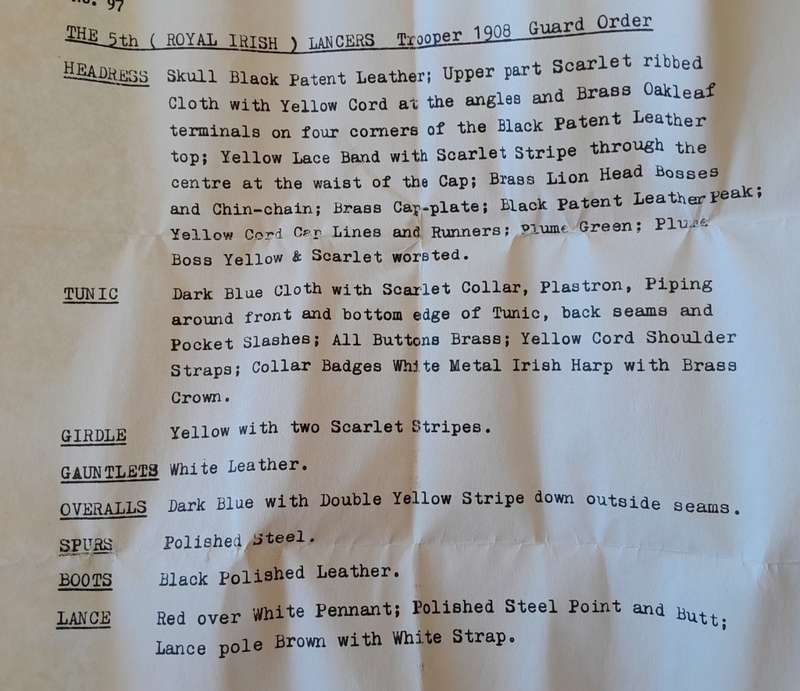 No. 97
THE 5th ( ROYAL IRISH ) LANCERS Trooper 1908 Guard Order
HEADRESS Skull Black Patent Leather; Upper part Scarlet ribbed
Cloth with Yellow Cord at the angles and Brass Oakleaf
terminals on four corners of the Black Patent Leather
top; Yellow Lace Band with Scarlet Stripe through the
centre at the waist of the Cap; Brass Lion Head Bosses
and Chin-chain; Brass Cap-plate; Black Patent Leather Peak;
Yellow Cord Cap Lines and Runners; Plume Green; Plume
Boss Yellow & Scarlet worsted.
TUNIC Dark Blue Cloth with Scarlet Collar, Plastron, Piping
around front and bottom edge of Tunic, back seams and
Pocket Slashes; All Buttons Brass; Yellow Cord Shoulder
Straps; Collar Badges White Metal Irish Harp with Brass
Crown.
GIRDLE Yellow with two Scarlet Stripes.
GAUNTLETS White Leather.
OVERALLS Dark Blue with Double Yellow Stripe down outside seams.
SPURS Polished Steel.
BOOTS Black Polished Leather.
LANCE Red over White Pennant; Polished Steel Point and Butt;
Lance pole Brown with White Strap.